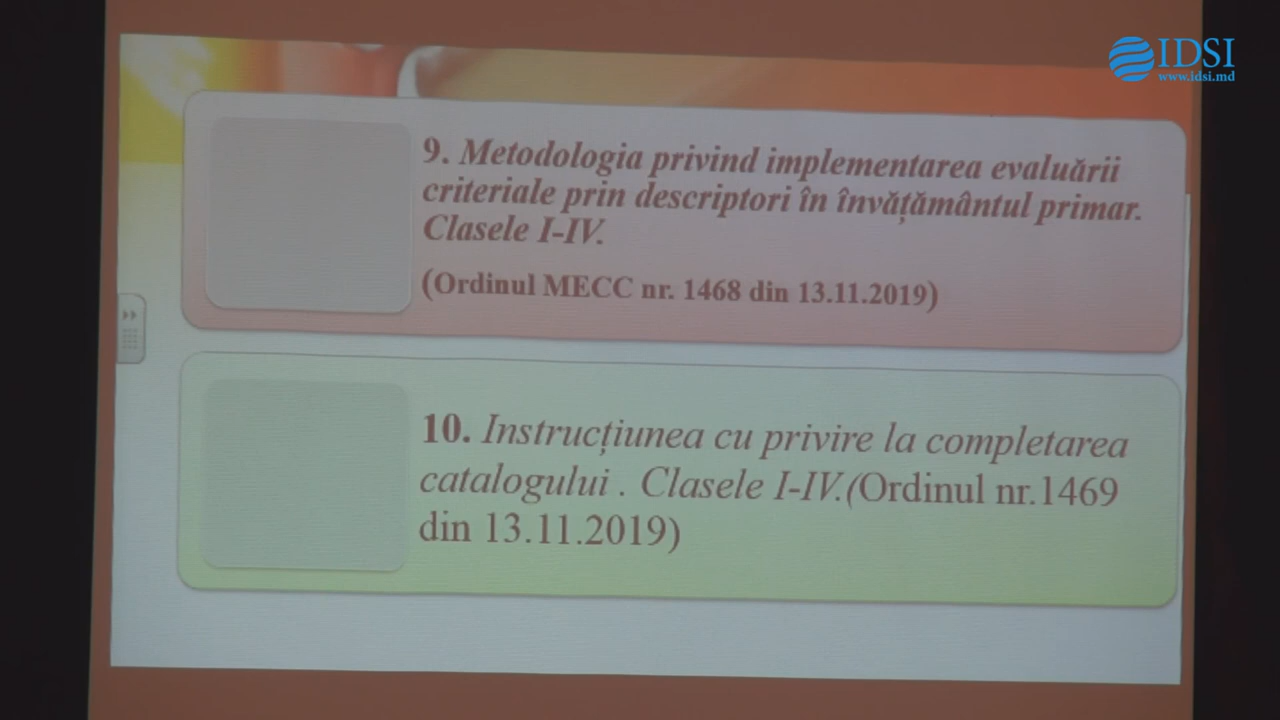 IDSI
www.idsi.md
9. Metodologia privind implementarea evaluării
criteriale prin descriptori în învățământul primar.
Clasele I-IV.
(Ordinul MECC nr. 1468 din 13.11.2019)
10. Instrucțiunea cu privire la completarea
catalogului . Clasele I-IV.(Ordinul nr.1469
din 13.11.2019)